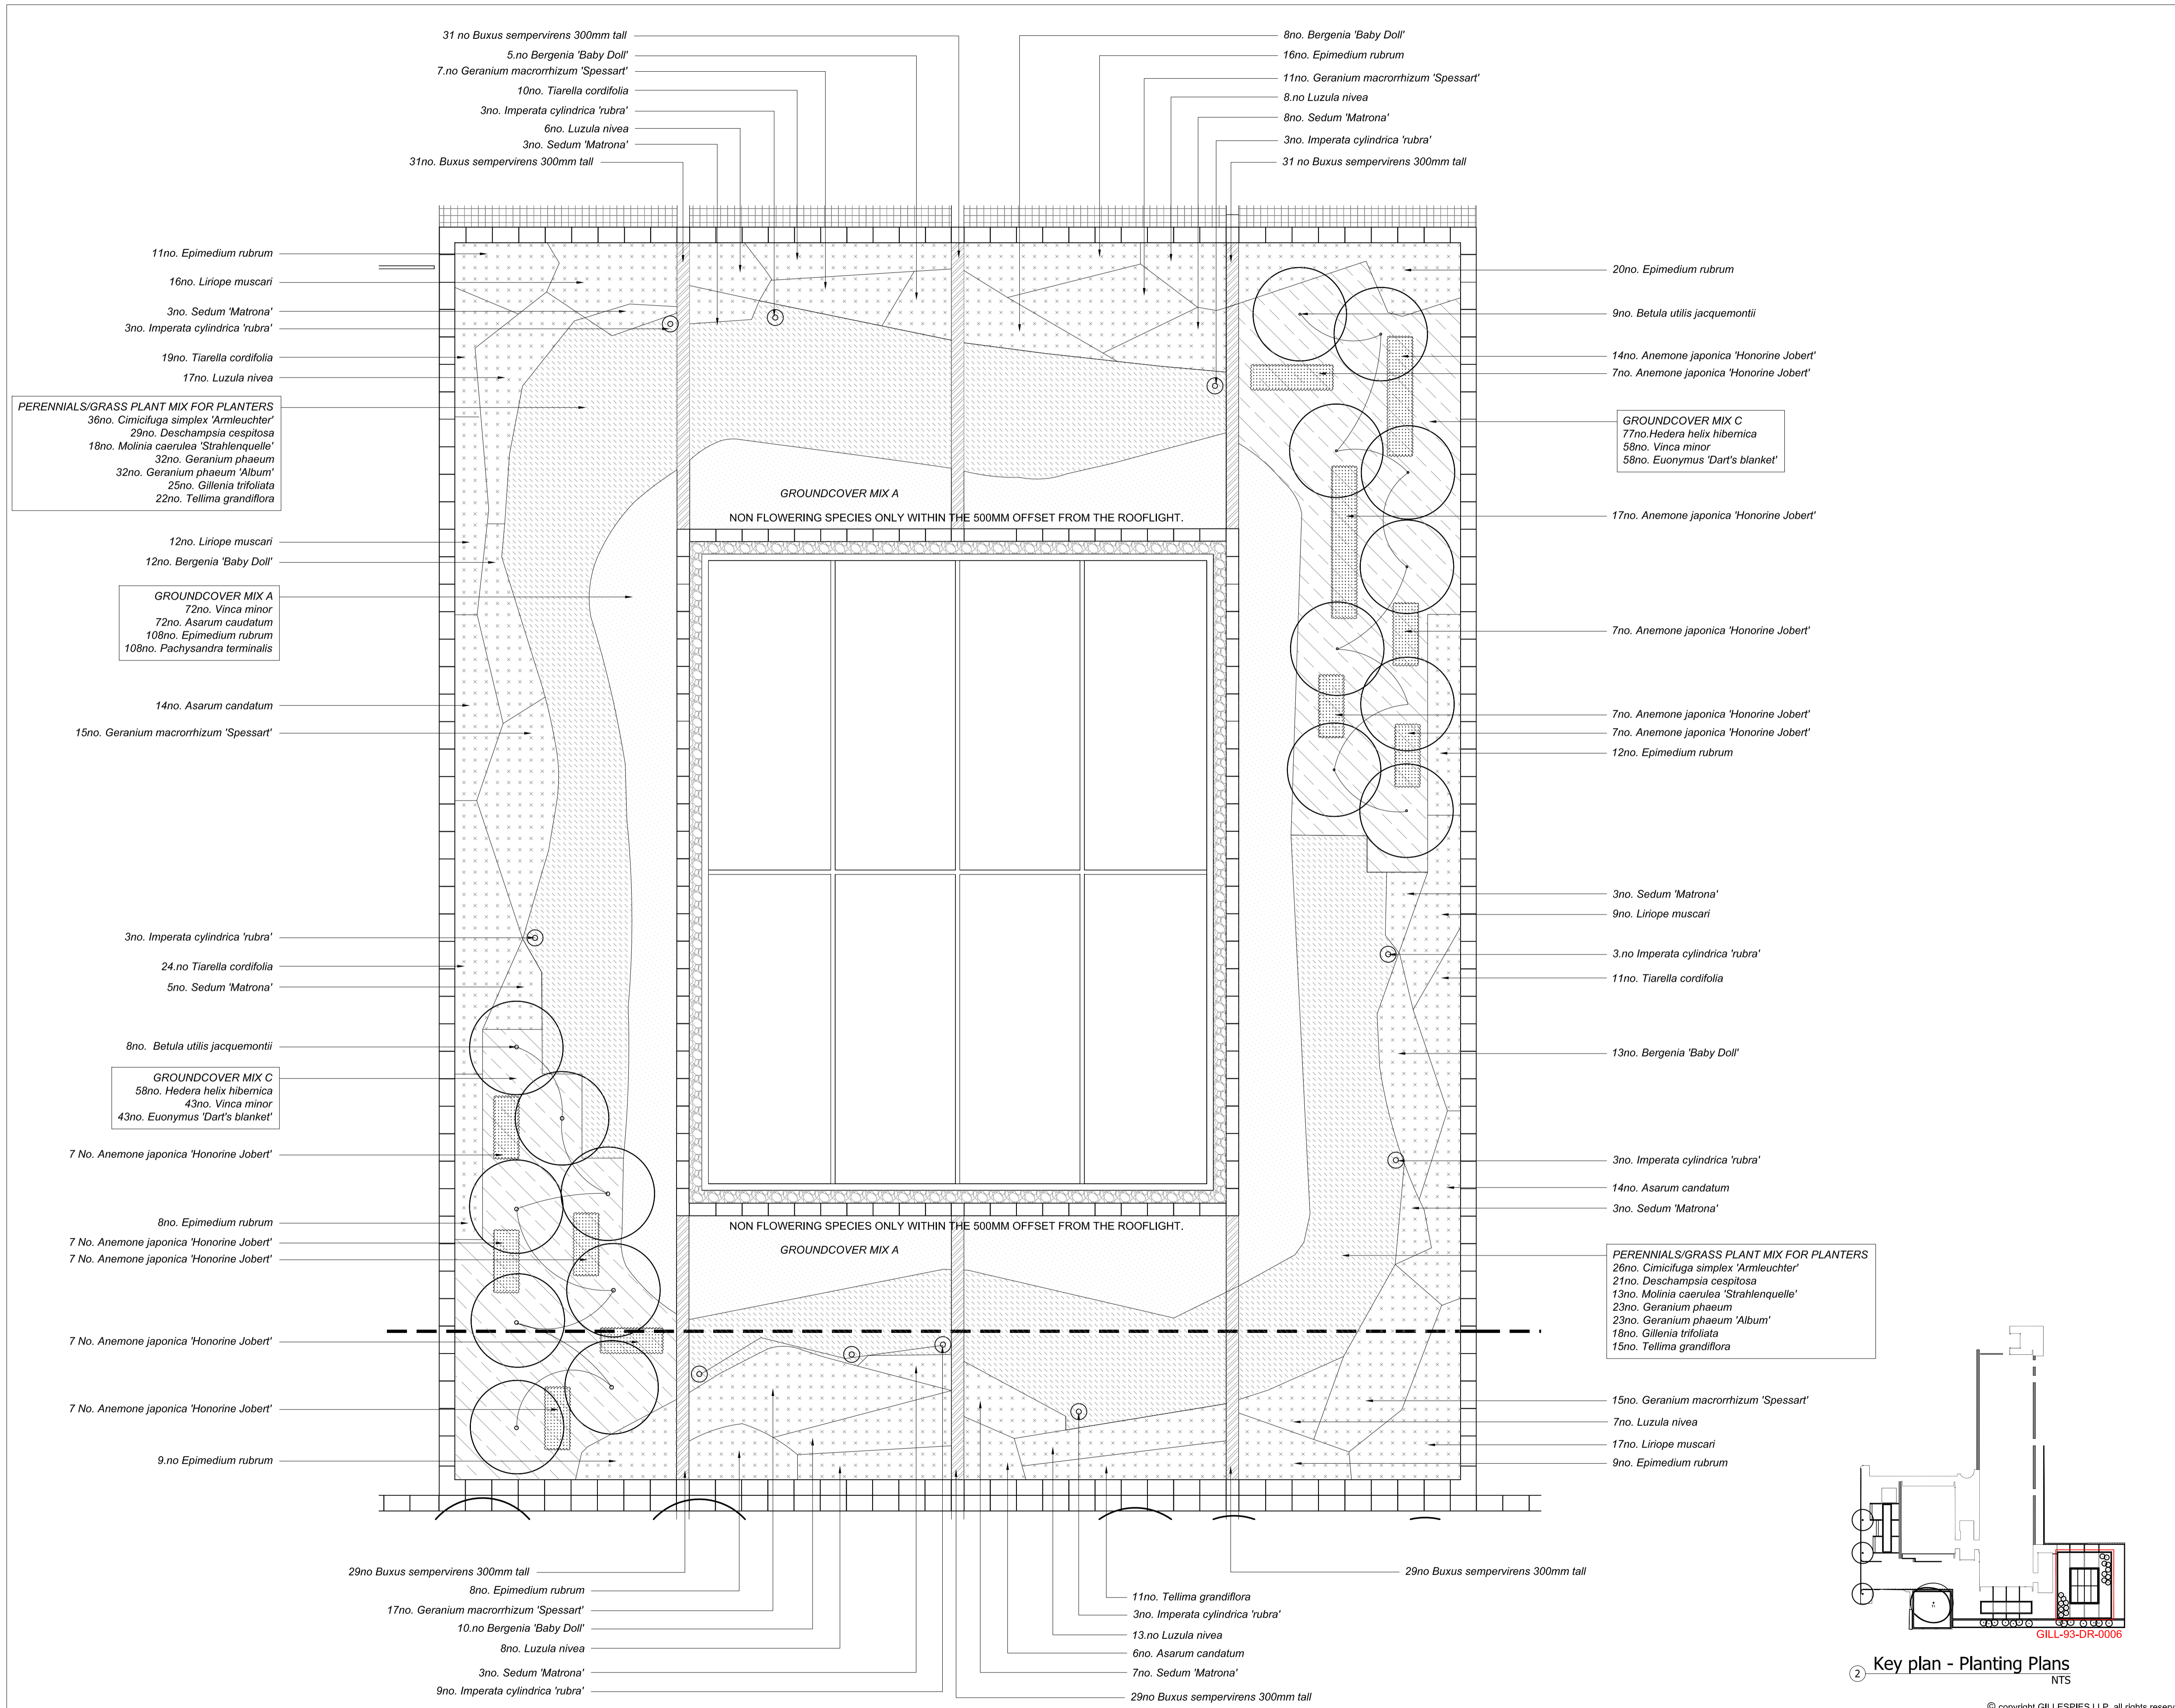 31 no Buxus sempervirens 300mm tall
5.no Bergenia 'Baby Doll'
7.no Geranium macrorrhizum 'Spessart'
10no. Tiarella cordifolia
3no. Imperata cylindrica 'rubra'
6no. Luzula nivea
3no. Sedum 'Matrona'
31no. Buxus sempervirens 300mm tall
8no. Bergenia 'Baby Doll'
16no. Epimedium rubrum
11no. Geranium macrorrhizum 'Spessart'
8.no Luzula nivea
8no. Sedum 'Matrona'
3no. Imperata cylindrica 'rubra'
31 no Buxus sempervirens 300mm tall
11no. Epimedium rubrum
16no. Liriope muscari
3no. Sedum 'Matrona'
3no. Imperata cylindrica 'rubra'
19no. Tiarella cordifolia
17no. Luzula nivea
PERENNIALS/GRASS PLANT MIX FOR PLANTERS
36no. Cimicifuga simplex 'Armleuchter'
29no. Deschampsia cespitosa
18no. Molinia caerulea 'Strahlenquelle'
32no. Geranium phaeum
32no. Geranium phaeum 'Album'
25no. Gillenia trifoliata
22no. Tellima grandiflora
12no. Liriope muscari
12no. Bergenia 'Baby Doll'
GROUNDCOVER MIX A
72no. Vinca minor
72no. Asarum caudatum
108no. Epimedium rubrum
108no. Pachysandra terminalis
14no. Asarum candatum
15no. Geranium macrorrhizum 'Spessart'
3no. Imperata cylindrica 'rubra'
24.no Tiarella cordifolia
5no. Sedum 'Matrona'
8no. Betula utilis jacquemontii
GROUNDCOVER MIX C
58no. Hedera helix hibernica
43no. Vinca minor
43no. Euonymus 'Dart's blanket'
7 No. Anemone japonica 'Honorine Jobert'
8no. Epimedium rubrum
7 No. Anemone japonica 'Honorine Jobert'
7 No. Anemone japonica 'Honorine Jobert'
7 No. Anemone japonica 'Honorine Jobert'
7 No. Anemone japonica 'Honorine Jobert'
9.no Epimedium rubrum
GROUNDCOVER MIX A
NON FLOWERING SPECIES ONLY WITHIN THE 500MM OFFSET FROM THE ROOFLIGHT.
NON FLOWERING SPECIES ONLY WITHIN THE 500MM OFFSET FROM THE ROOFLIGHT.
GROUNDCOVER MIX A
20no. Epimedium rubrum
9no. Betula utilis jacquemontii
14no. Anemone japonica 'Honorine Jobert'
7no. Anemone japonica 'Honorine Jobert'
GROUNDCOVER MIX C
77no.Hedera helix hibernica
58no. Vinca minor
58no. Euonymus 'Dart's blanket'
17no. Anemone japonica 'Honorine Jobert'
7no. Anemone japonica 'Honorine Jobert'
7no. Anemone japonica 'Honorine Jobert'
7no. Anemone japonica 'Honorine Jobert'
12no. Epimedium rubrum
3no. Sedum 'Matrona'
9no. Liriope muscari
3.no Imperata cylindrica 'rubra'
11no. Tiarella cordifolia
13no. Bergenia 'Baby Doll'
3no. Imperata cylindrica 'rubra'
14no. Asarum candatum
3no. Sedum 'Matrona'
PERENNIALS/GRASS PLANT MIX FOR PLANTERS
26no. Cimicifuga simplex 'Armleuchter'
21no. Deschampsia cespitosa
13no. Molinia caerulea 'Strahlenquelle'
23no. Geranium phaeum
23no. Geranium phaeum 'Album'
18no. Gillenia trifoliata
15no. Tellima grandiflora
15no. Geranium macrorrhizum 'Spessart'
7no. Luzula nivea
17no. Liriope muscari
9no. Epimedium rubrum
29no Buxus sempervirens 300mm tall
8no. Epimedium rubrum
17no. Geranium macrorrhizum 'Spessart'
10.no Bergenia 'Baby Doll'
8no. Luzula nivea
3no. Sedum 'Matrona'
9no. Imperata cylindrica 'rubra'
29no Buxus sempervirens 300mm tall
11no. Tellima grandiflora
3no. Imperata cylindrica 'rubra'
13.no Luzula nivea
6no. Asarum candatum
7no. Sedum 'Matrona'
29no Buxus sempervirens 300mm tall
GILL-93-DR-0006
2 Key plan - Planting Plans
NTS
© copyright GILLESPIES LLP, all rights